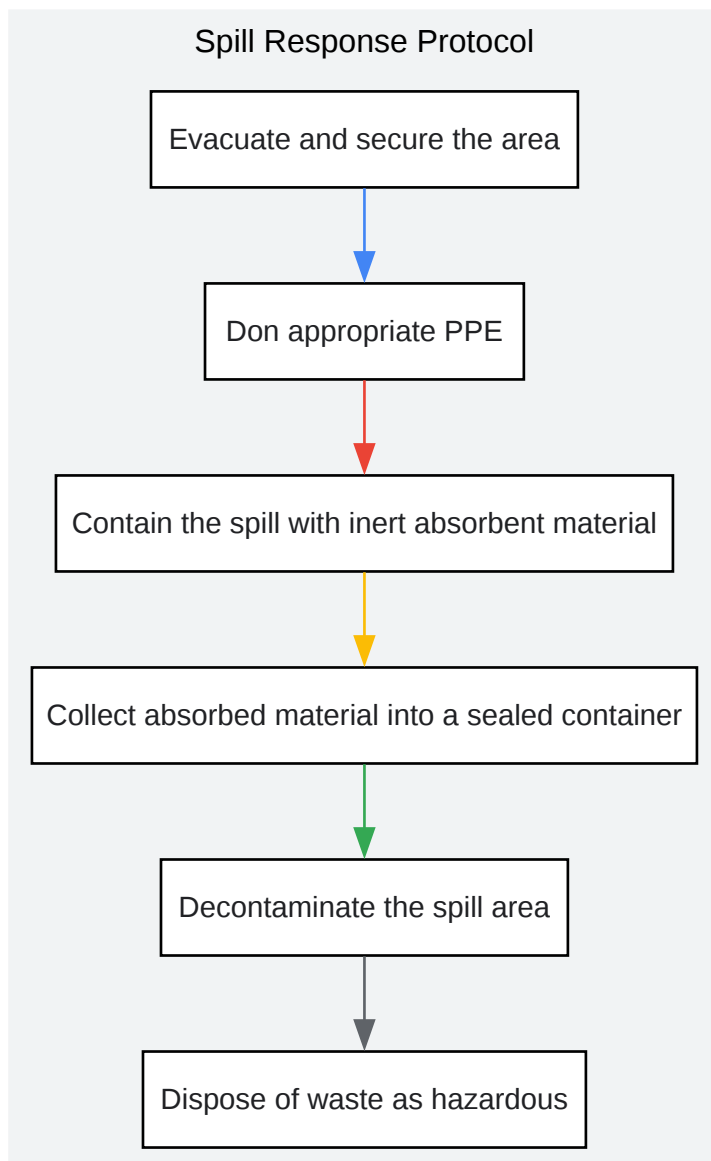 Spill Response Protocol
Evacuate and secure the area
Don appropriate PPE
Contain the spill with inert absorbent material
Collect absorbed material into a sealed container
Decontaminate the spill area
Dispose of waste as hazardous